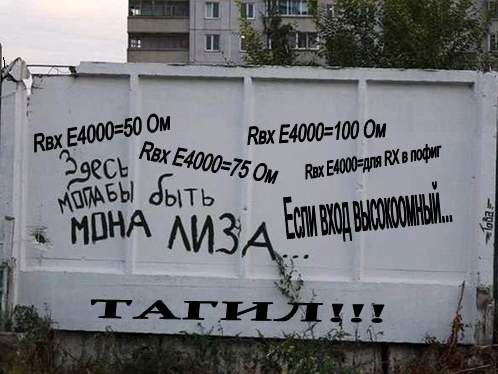 Rвх E4000=50 Ом
Rвх E4000=75 Ом
Rвх E4000=100 Ом
Rвх E4000=для RX в пофиг
Здесь
могла бы быть
МОНА ЛИЗА...
Если вход высокоомный...
ТАГИЛ!!!